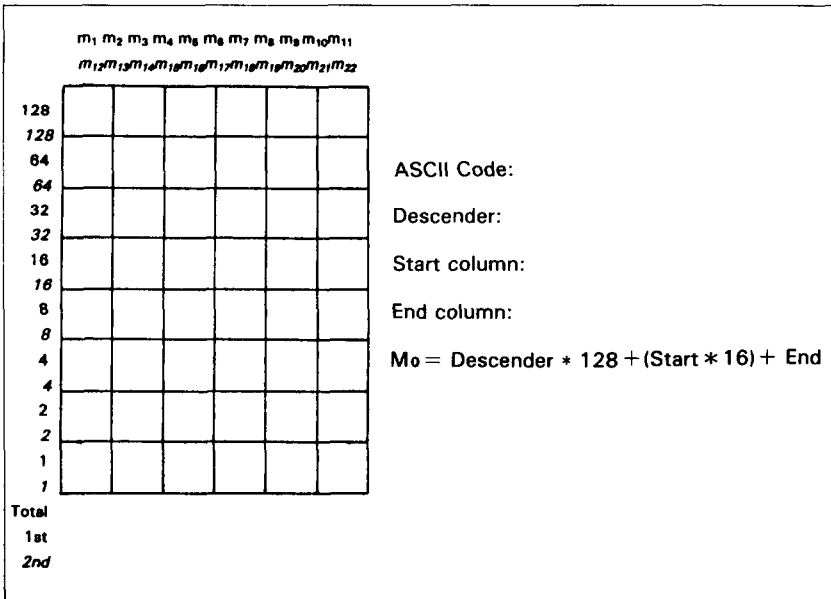 m₁ m₂ m₃ m₄ m₅ m₆ m₇ m₈ m₉ m₁₀ m₁₁
m₁₂ m₁₃ m₁₄ m₁₅ m₁₆ m₁₇ m₁₈ m₁₉ m₂₀ m₂₁ m₂₂
128
128
64
64
32
32
16
16
8
8
4
4
2
2
1
1
Total
1st
2nd
ASCII Code:
Descender:
Start column:
End column:
M₀ = Descender * 128 + (Start * 16) + End